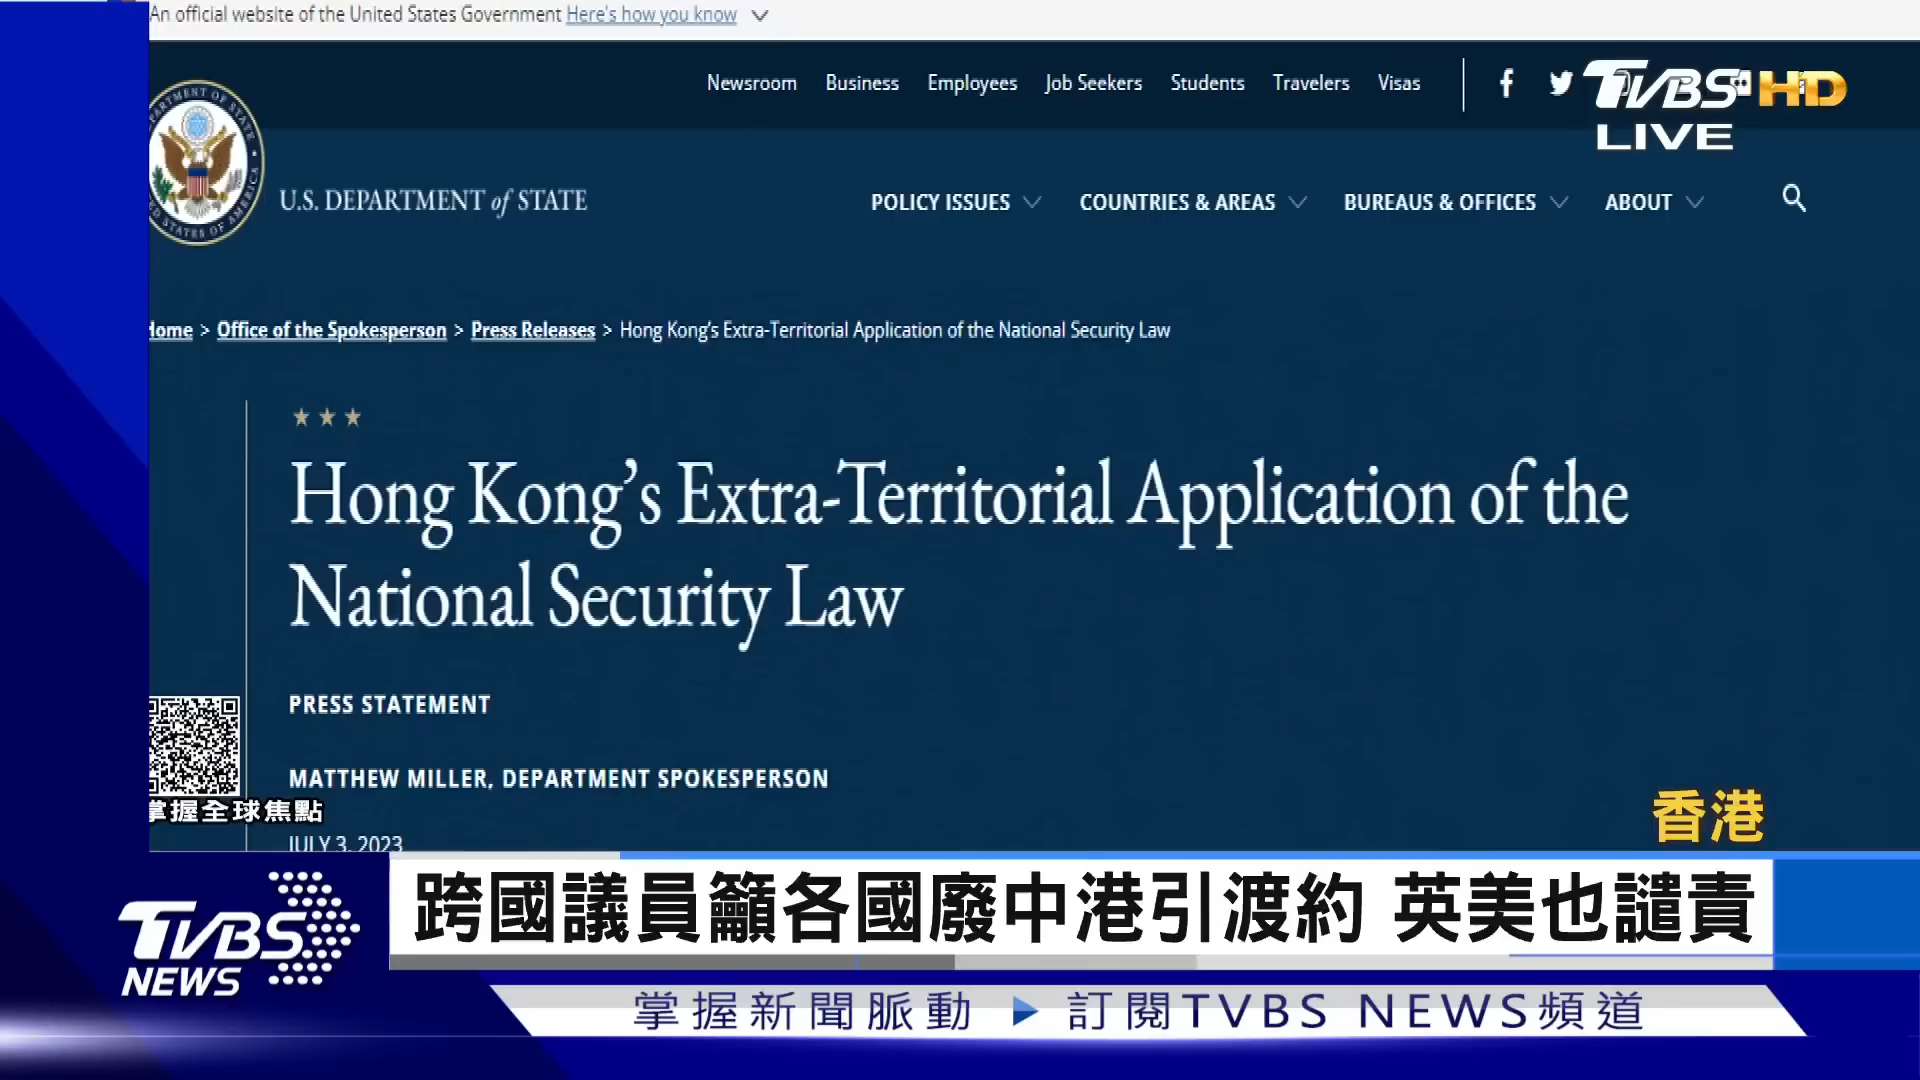 An official website of the United States Government Here's how you know
Newsroom Business Employees Job Seekers Students Travelers Visas
TVBS HD
LIVE
U.S. DEPARTMENT of STATE
POLICY ISSUES COUNTRIES & AREAS BUREAUS & OFFICES ABOUT
Home > Office of the Spokesperson > Press Releases > Hong Kong's Extra-Territorial Application of the National Security Law
Hong Kong's Extra-Territorial Application of the
National Security Law
PRESS STATEMENT
MATTHEW MILLER, DEPARTMENT SPOKESPERSON
掌握全球焦點
JULY 3, 2023
香港
跨國議員籲各國廢中港引渡約 英美也譴責
TVBS
NEWS
掌握新聞脈動 ▶ 訂閱TVBS NEWS頻道